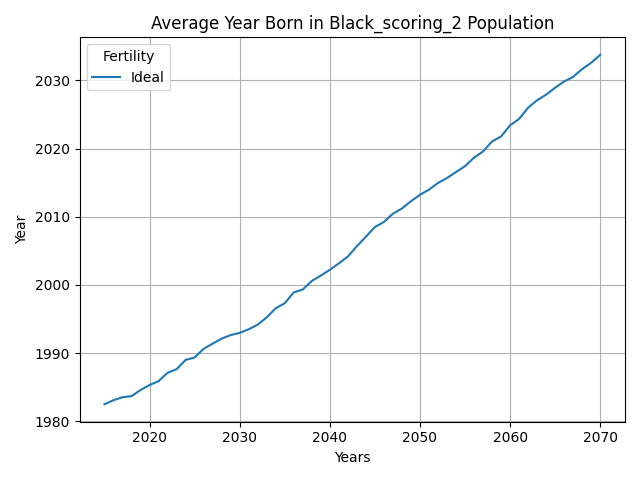 Average Year Born in Black_scoring_2 Population
Fertility
Ideal
Year
2030
2020
2010
2000
1990
1980
2020 2030 2040 2050 2060 2070
Years